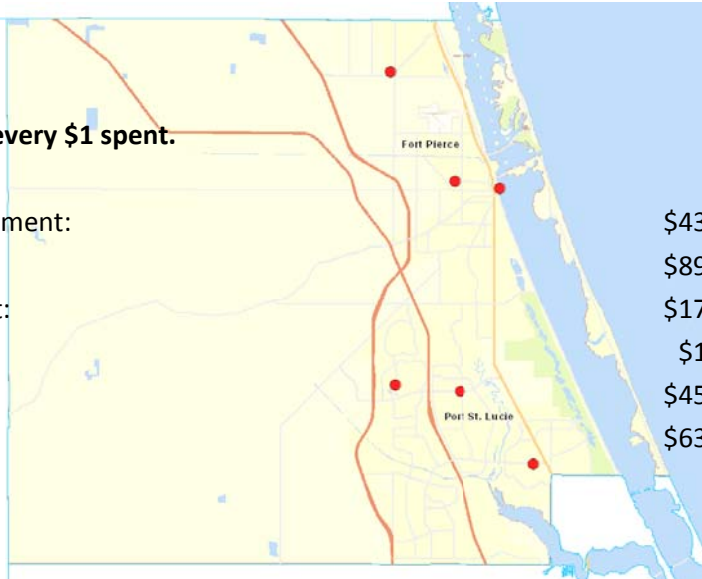 every $1 spent.
Fort Pierce
ment: $43
$89
t: $17
$1
$45
Port St. Lucie
$63